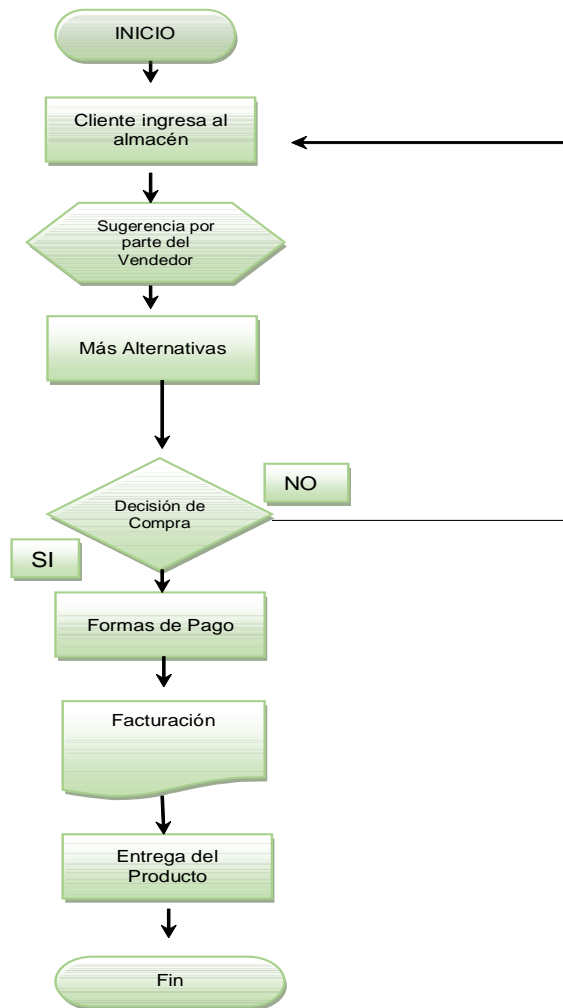 INICIO
Cliente ingresa al
almacén
Sugerencia por
parte del
Vendedor
Más Alternativas
NO
Decisión de
Compra
SI
Formas de Pago
Facturación
Entrega del
Producto
Fin